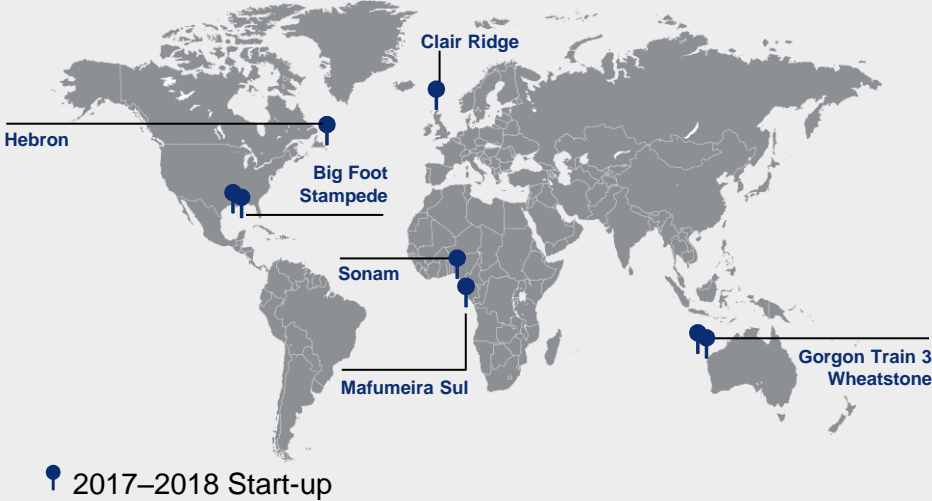 Clair Ridge
Hebron
Big Foot
Stampede
Sonam
Mafumeira Sul
Gorgon Train 3
Wheatstone
2017–2018 Start-up